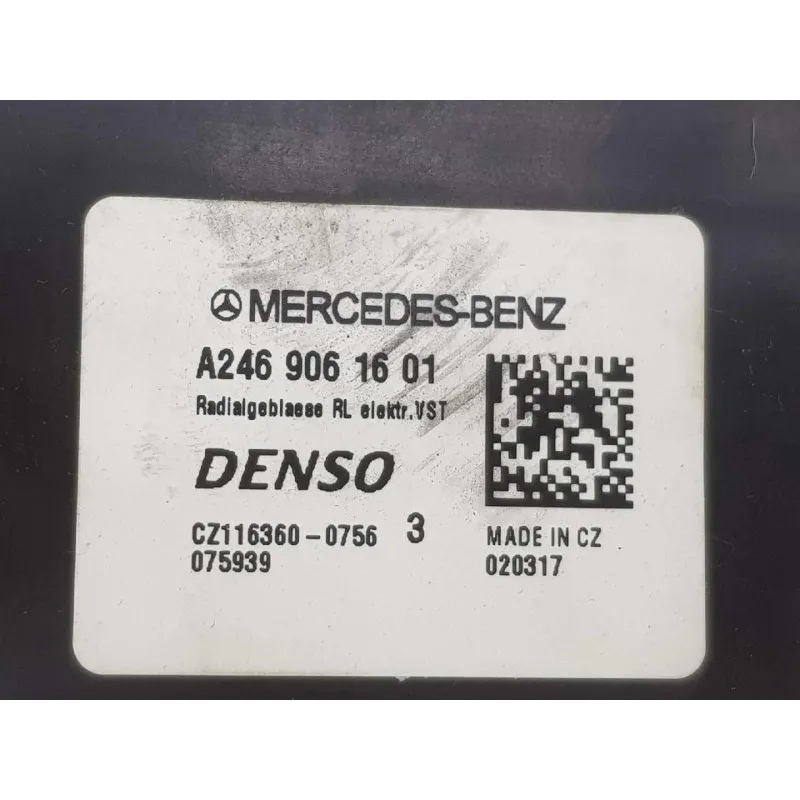 MERCEDES-BENZ
A246 906 16 01
Radialgeblaese RL elektr.VST
DENSO
CZ116360-0756 3 MADE IN CZ
075939 020317